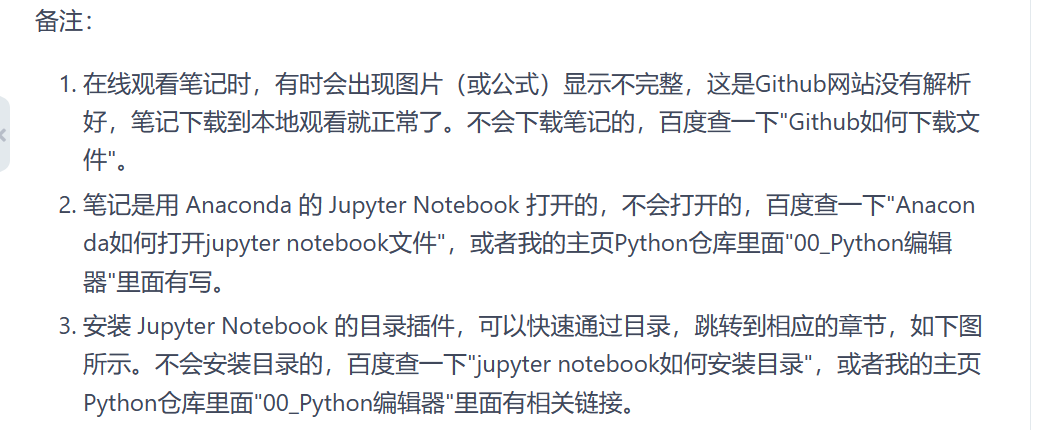 备注：
1. 在线观看笔记时，有时会出现图片（或公式）显示不完整，这是Github网站没有解析
好，笔记下载到本地观看就正常了。不会下载笔记的，百度查一下"Github如何下载文
件"。
2. 笔记是用 Anaconda 的 Jupyter Notebook 打开的，不会打开的，百度查一下"Anacon
da如何打开jupyter notebook文件"，或者我的主页Python仓库里面"00_Python编辑
器"里面有写。
3. 安装 Jupyter Notebook 的目录插件，可以快速通过目录，跳转到相应的章节，如下图
所示。不会安装目录的，百度查一下"jupyter notebook如何安装目录"，或者我的主页
Python仓库里面"00_Python编辑器"里面有相关链接。